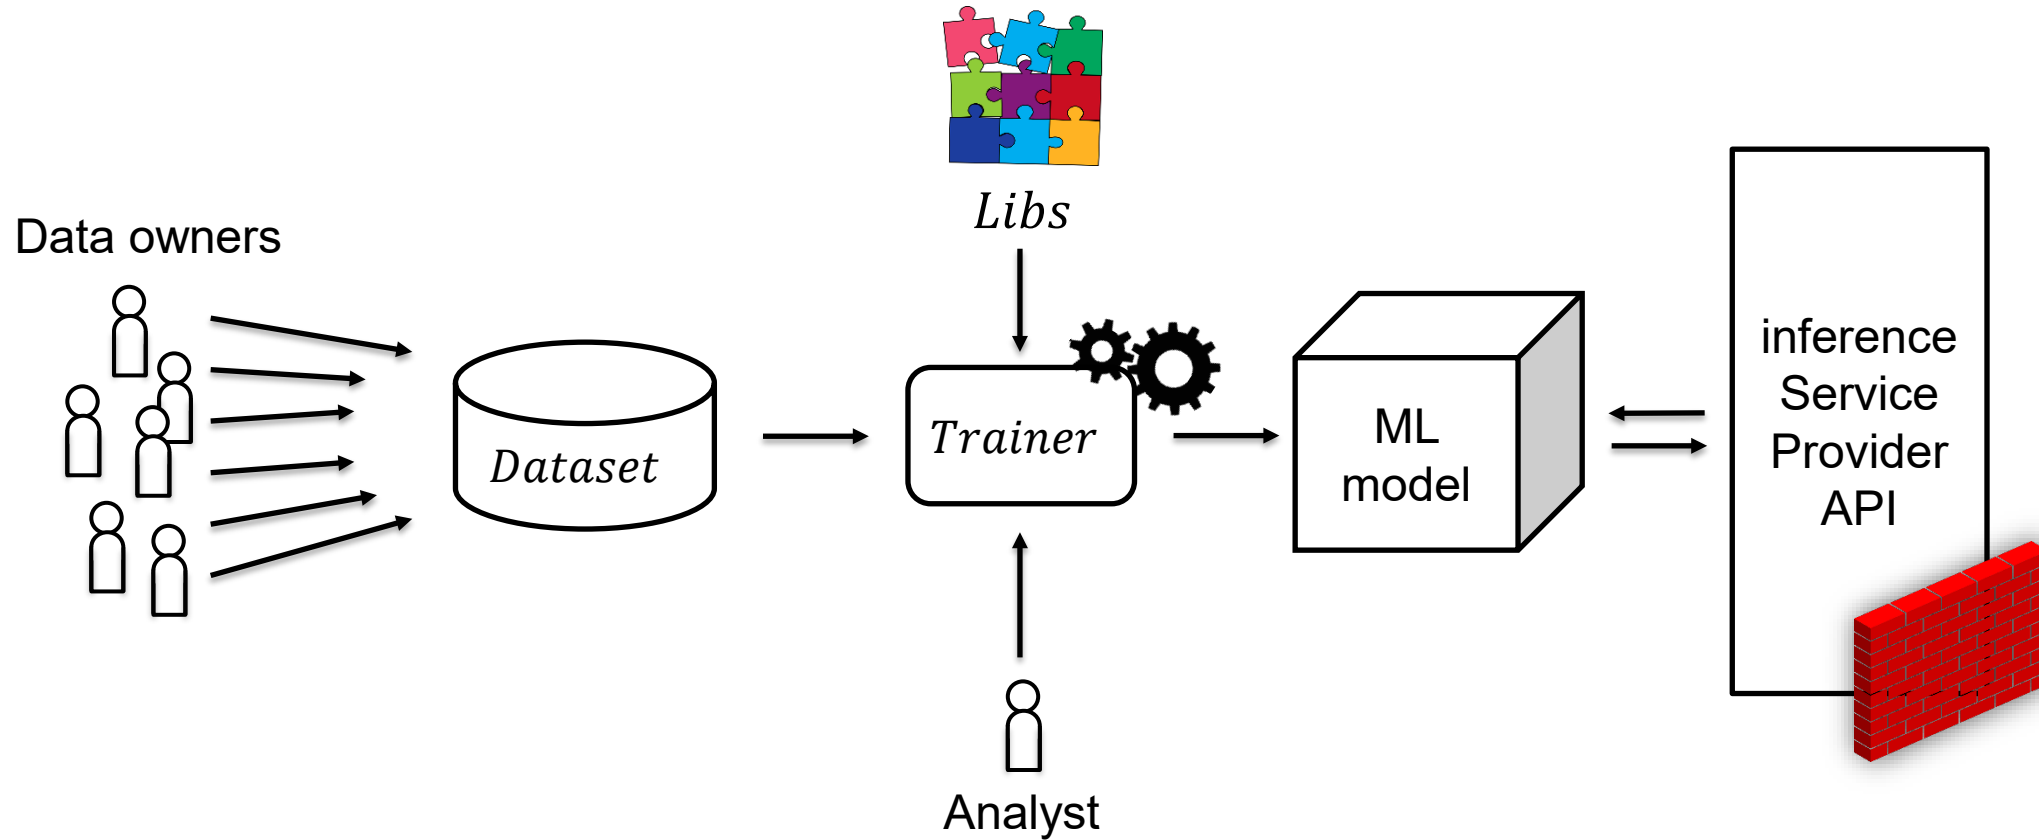 Libs
Data owners
Dataset
Trainer
ML
model
inference
Service
Provider
API
Analyst